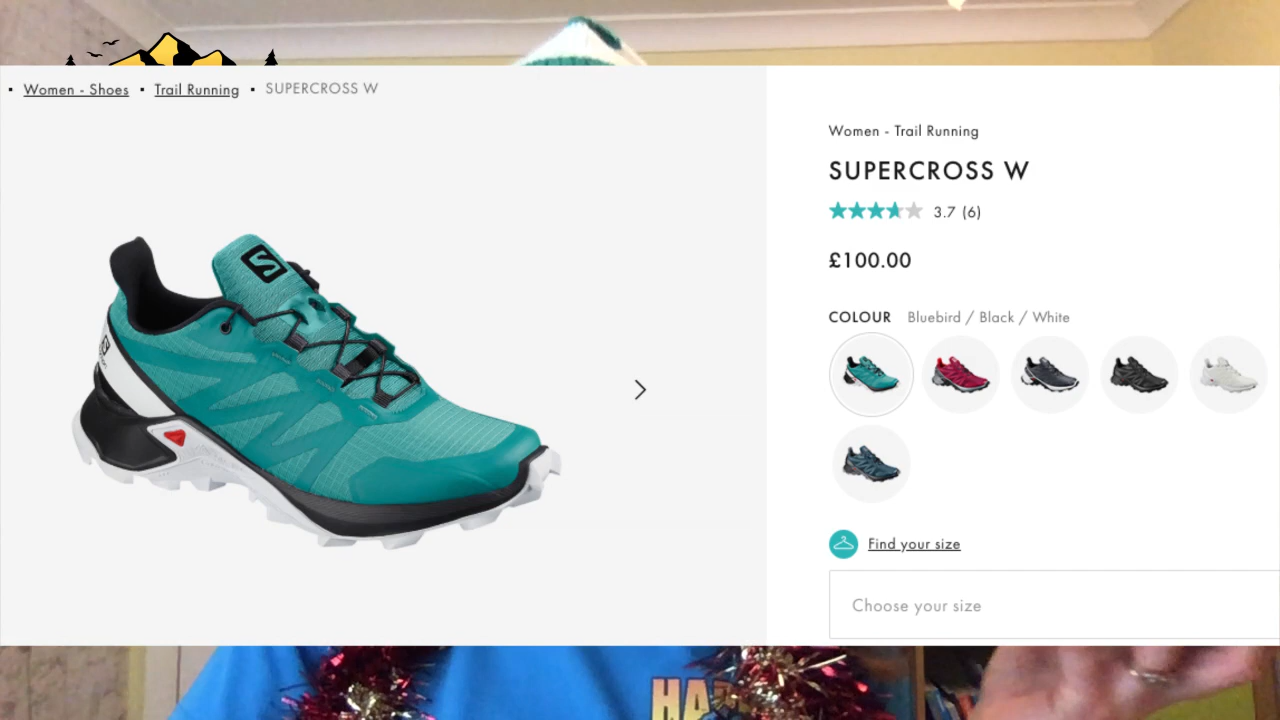 ▪ Women - Shoes ▪ Trail Running ▪ SUPERCROSS W
Women - Trail Running
SUPERCROSS W
3.7 (6)
£100.00
COLOUR Bluebird / Black / White
Find your size
Choose your size